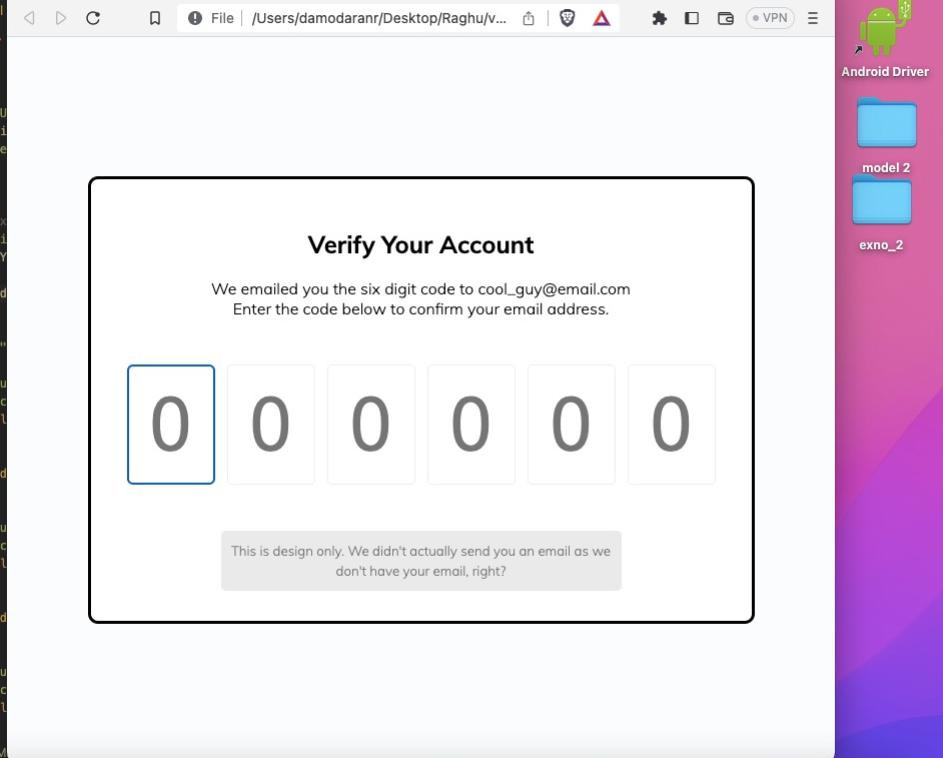 File
/Users/damodaranr/Desktop/Raghu/v...
VPN
Android Driver
model 2
exno_2
Verify Your Account
We emailed you the six digit code to cool_guy@email.com
Enter the code below to confirm your email address.
0 0 0 0 0 0
This is design only. We didn't actually send you an email as we
don't have your email, right?